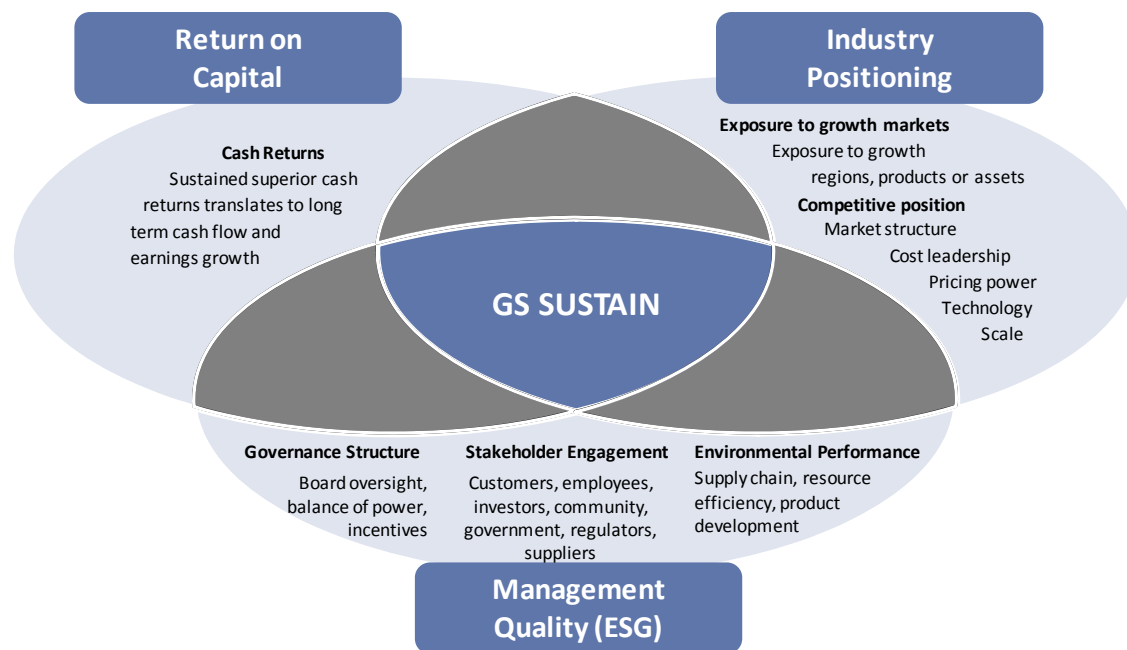 Return on
Capital
Industry
Positioning
Cash Returns
Sustained superior cash
returns translates to long
term cash flow and
earnings growth
Exposure to growth markets
Exposure to growth
regions, products or assets
Competitive position
Market structure
Cost leadership
Pricing power
Technology
Scale
GS SUSTAIN
Governance Structure
Board oversight,
balance of power,
incentives
Stakeholder Engagement
Customers, employees,
investors, community,
government, regulators,
suppliers
Environmental Performance
Supply chain, resource
efficiency, product
development
Management
Quality (ESG)